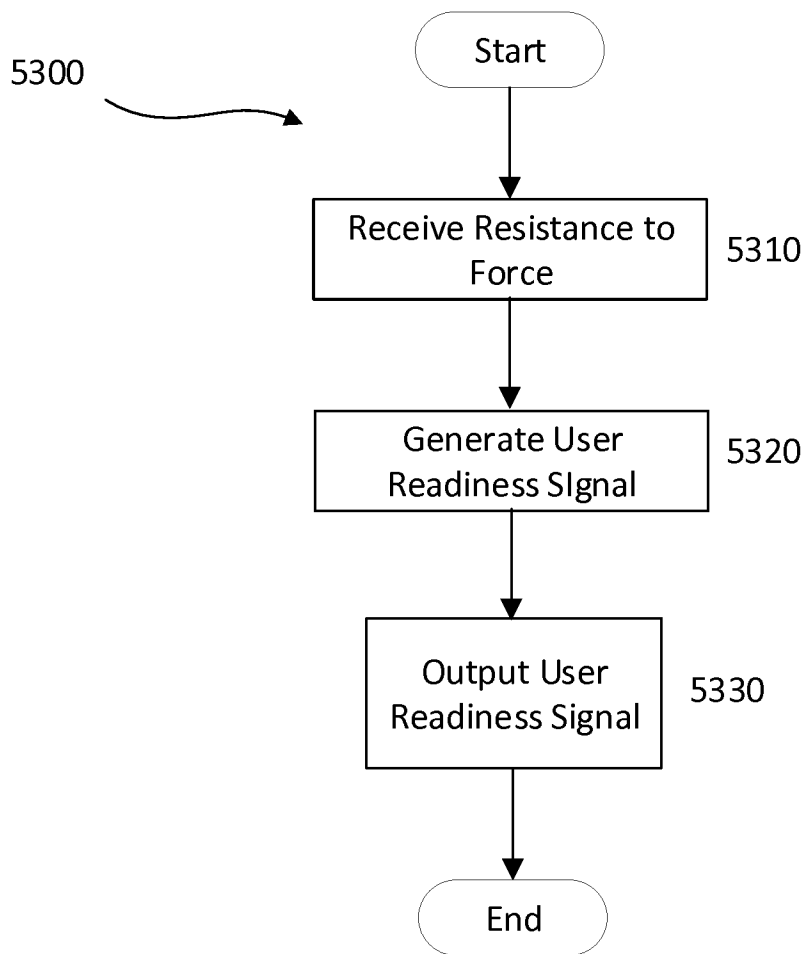 Start
5300
Receive Resistance to
Force
5310
Generate User
Readiness SIgnal
5320
Output User
Readiness Signal
5330
End